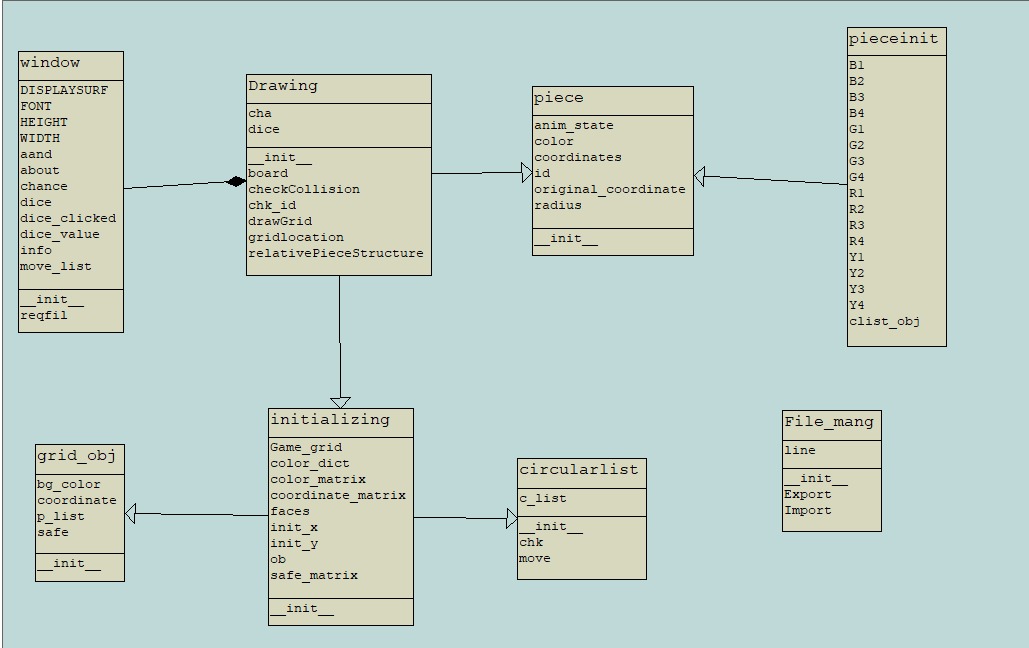 window
DISPLAYSURF
FONT
HEIGHT
WIDTH
aand
about
chance
dice
dice_clicked
dice_value
info
move_list
__init__
reqfil
Drawing
cha
dice
__init__
board
checkCollision
chk_id
drawGrid
gridlocation
relativePieceStructure
piece
anim_state
color
coordinates
id
original_coordinate
radius
__init__
pieceinit
B1
B2
B3
B4
G1
G2
G3
G4
R1
R2
R3
R4
Y1
Y2
Y3
Y4
clist_obj
grid_obj
bg_color
coordinate
p_list
safe
__init__
initializing
Game_grid
color_dict
color_matrix
coordinate_matrix
faces
init_x
init_y
ob
safe_matrix
__init__
circularlist
c_list
__init__
chk
move
File_mang
line
__init__
Export
Import